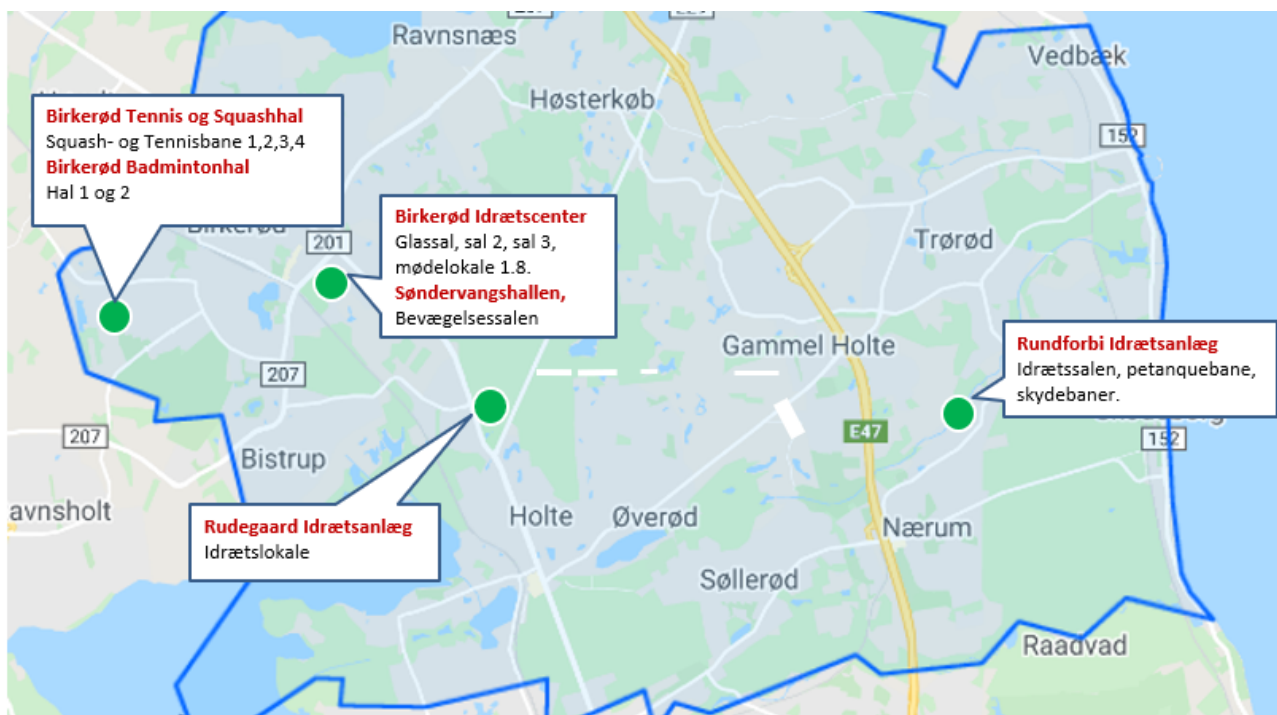 Ravnsnæs
Vedbæk
Høsterkøb
Birkerød Tennis og Squashhal
Squash- og Tennisbane 1,2,3,4
Birkerød Badmintonhal
Hal 1 og 2
152
Birkerød
201
Birkerød Idrætscenter
Glassal, sal 2, sal 3,
mødelokale 1.8.
Søndervangshallen,
Bevægelsessalen
Trørød
Gammel Holte
Rundforbi Idrætsanlæg
Idrætssalen, petanquebane,
skydebaner.
207
207
E47
152
Bistrup
avnsholt
Rudegaard Idrætsanlæg
Idrætslokale
Holte
Øverød
Nærum
Søllerød
Raadvad